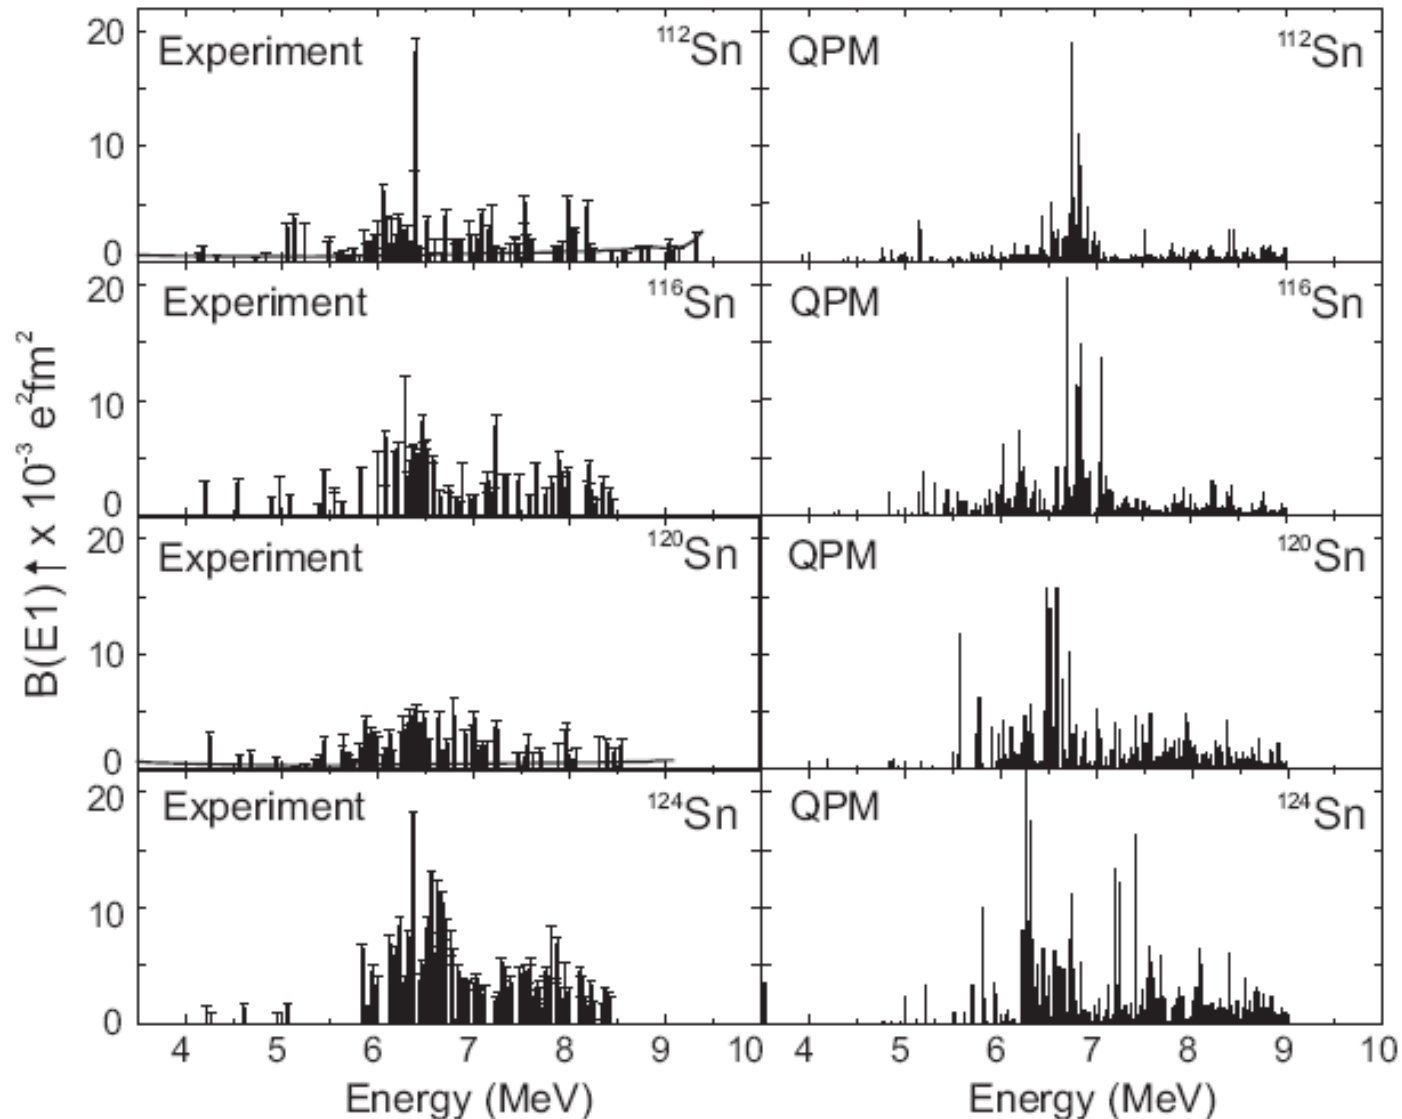 20
Experiment
¹¹²Sn
QPM
¹¹²Sn
10
0
20
Experiment
¹¹⁶Sn
QPM
¹¹⁶Sn
10
0
B(E1)↑ x 10⁻³ e²fm²
20
Experiment
¹²⁰Sn
QPM
¹²⁰Sn
10
0
20
Experiment
¹²⁴Sn
QPM
¹²⁴Sn
10
0
4 5 6 7 8 9 10 4 5 6 7 8 9 10
Energy (MeV)
Energy (MeV)